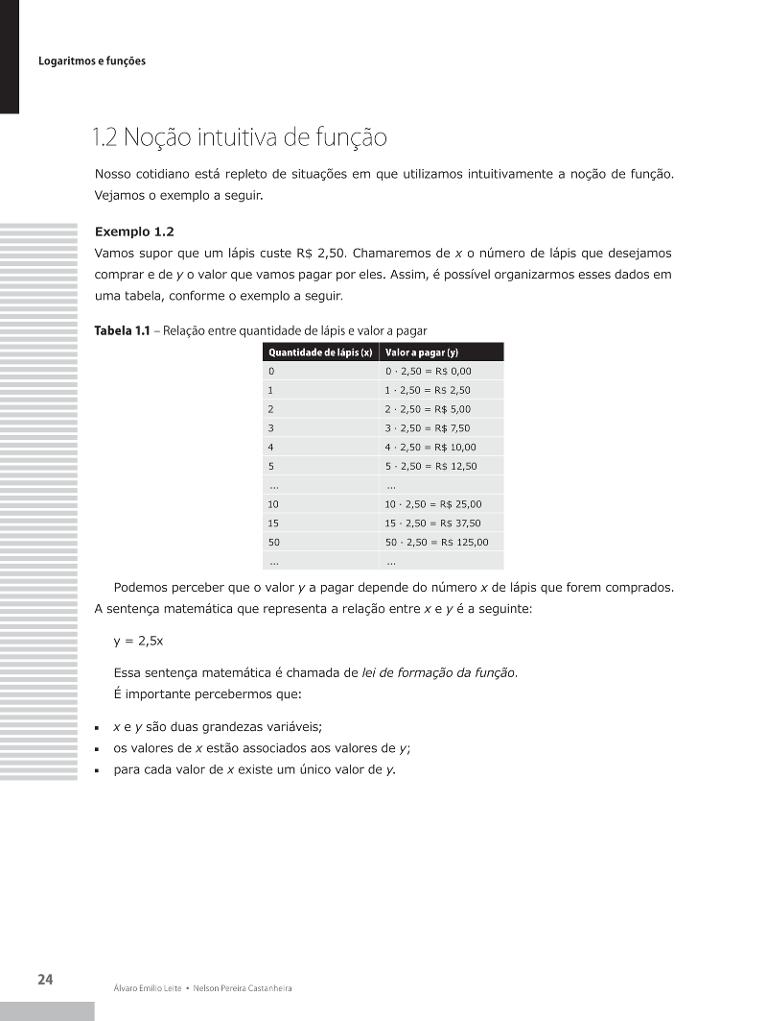 Logaritmos e funções
1.2 Noção intuitiva de função
Nosso cotidiano está repleto de situações em que utilizamos intuitivamente a noção de função.
Vejamos o exemplo a seguir.
Exemplo 1.2
Vamos supor que um lápis custe R$ 2,50. Chamaremos de x o número de lápis que desejamos
comprar e de y o valor que vamos pagar por eles. Assim, é possível organizarmos esses dados em
uma tabela, conforme o exemplo a seguir.
Tabela 1.1 – Relação entre quantidade de lápis e valor a pagar
Quantidade de lápis (x) Valor a pagar (y)
0 0 · 2,50 = R$ 0,00
1 1 · 2,50 = R$ 2,50
2 2 · 2,50 = R$ 5,00
3 3 · 2,50 = R$ 7,50
4 4 · 2,50 = R$ 10,00
5 5 · 2,50 = R$ 12,50
... ...
10 10 · 2,50 = R$ 25,00
15 15 · 2,50 = R$ 37,50
50 50 · 2,50 = R$ 125,00
... ...
Podemos perceber que o valor y a pagar depende do número x de lápis que forem comprados.
A sentença matemática que representa a relação entre x e y é a seguinte:
y = 2,5x
Essa sentença matemática é chamada de lei de formação da função.
É importante percebermos que:
▪ x e y são duas grandezas variáveis;
▪ os valores de x estão associados aos valores de y;
▪ para cada valor de x existe um único valor de y.
24
Álvaro Emílio Leite • Nelson Pereira Castanheira